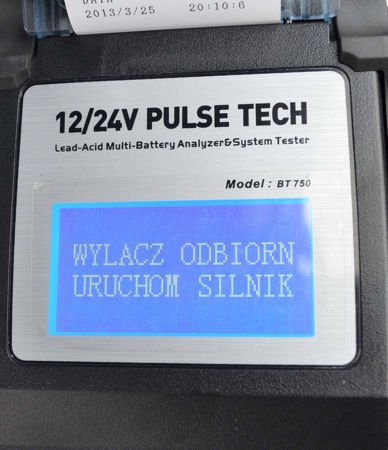 DATA
2013/3/25 20:10:6
12/24V PULSE TECH
Lead-Acid Multi-Battery Analyzer&System Tester
Model : BT750
WYLACZ ODBIORN
URUCHOM SILNIK